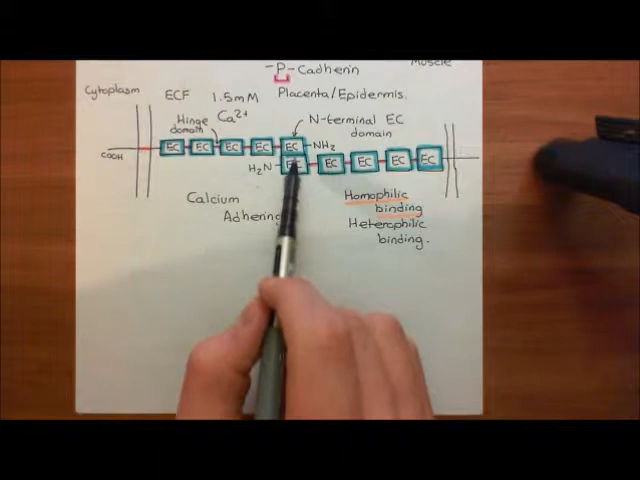 Muscle
-P-Cadherin
Cytoplasm ECF 1.5mM Placenta/Epidermis.
Ca2+
Hinge domain
N-terminal EC domain
COOH EC EC EC EC EC NH2
H2N EC EC EC EC EC
Calcium
Adhering
Homophilic
binding
Heterophilic
binding.